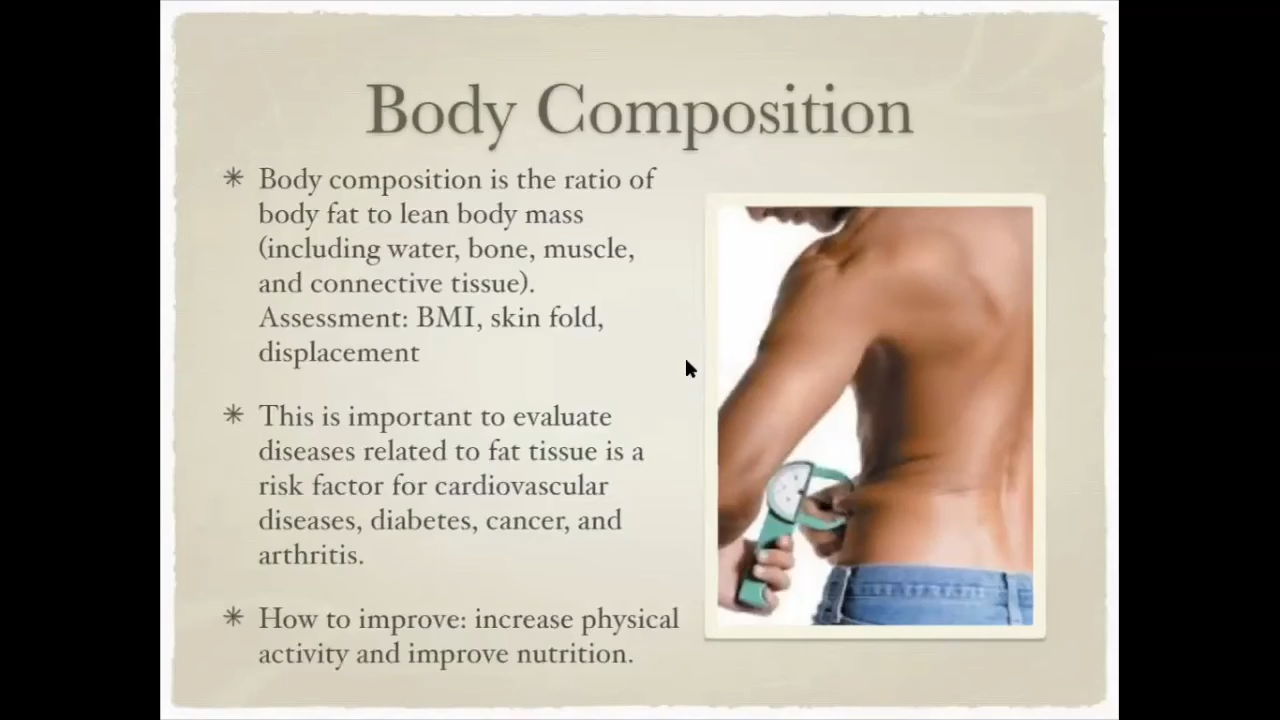 Body Composition
Body composition is the ratio of
body fat to lean body mass
(including water, bone, muscle,
and connective tissue).
Assessment: BMI, skin fold,
displacement
This is important to evaluate
diseases related to fat tissue is a
risk factor for cardiovascular
diseases, diabetes, cancer, and
arthritis.
How to improve: increase physical
activity and improve nutrition.